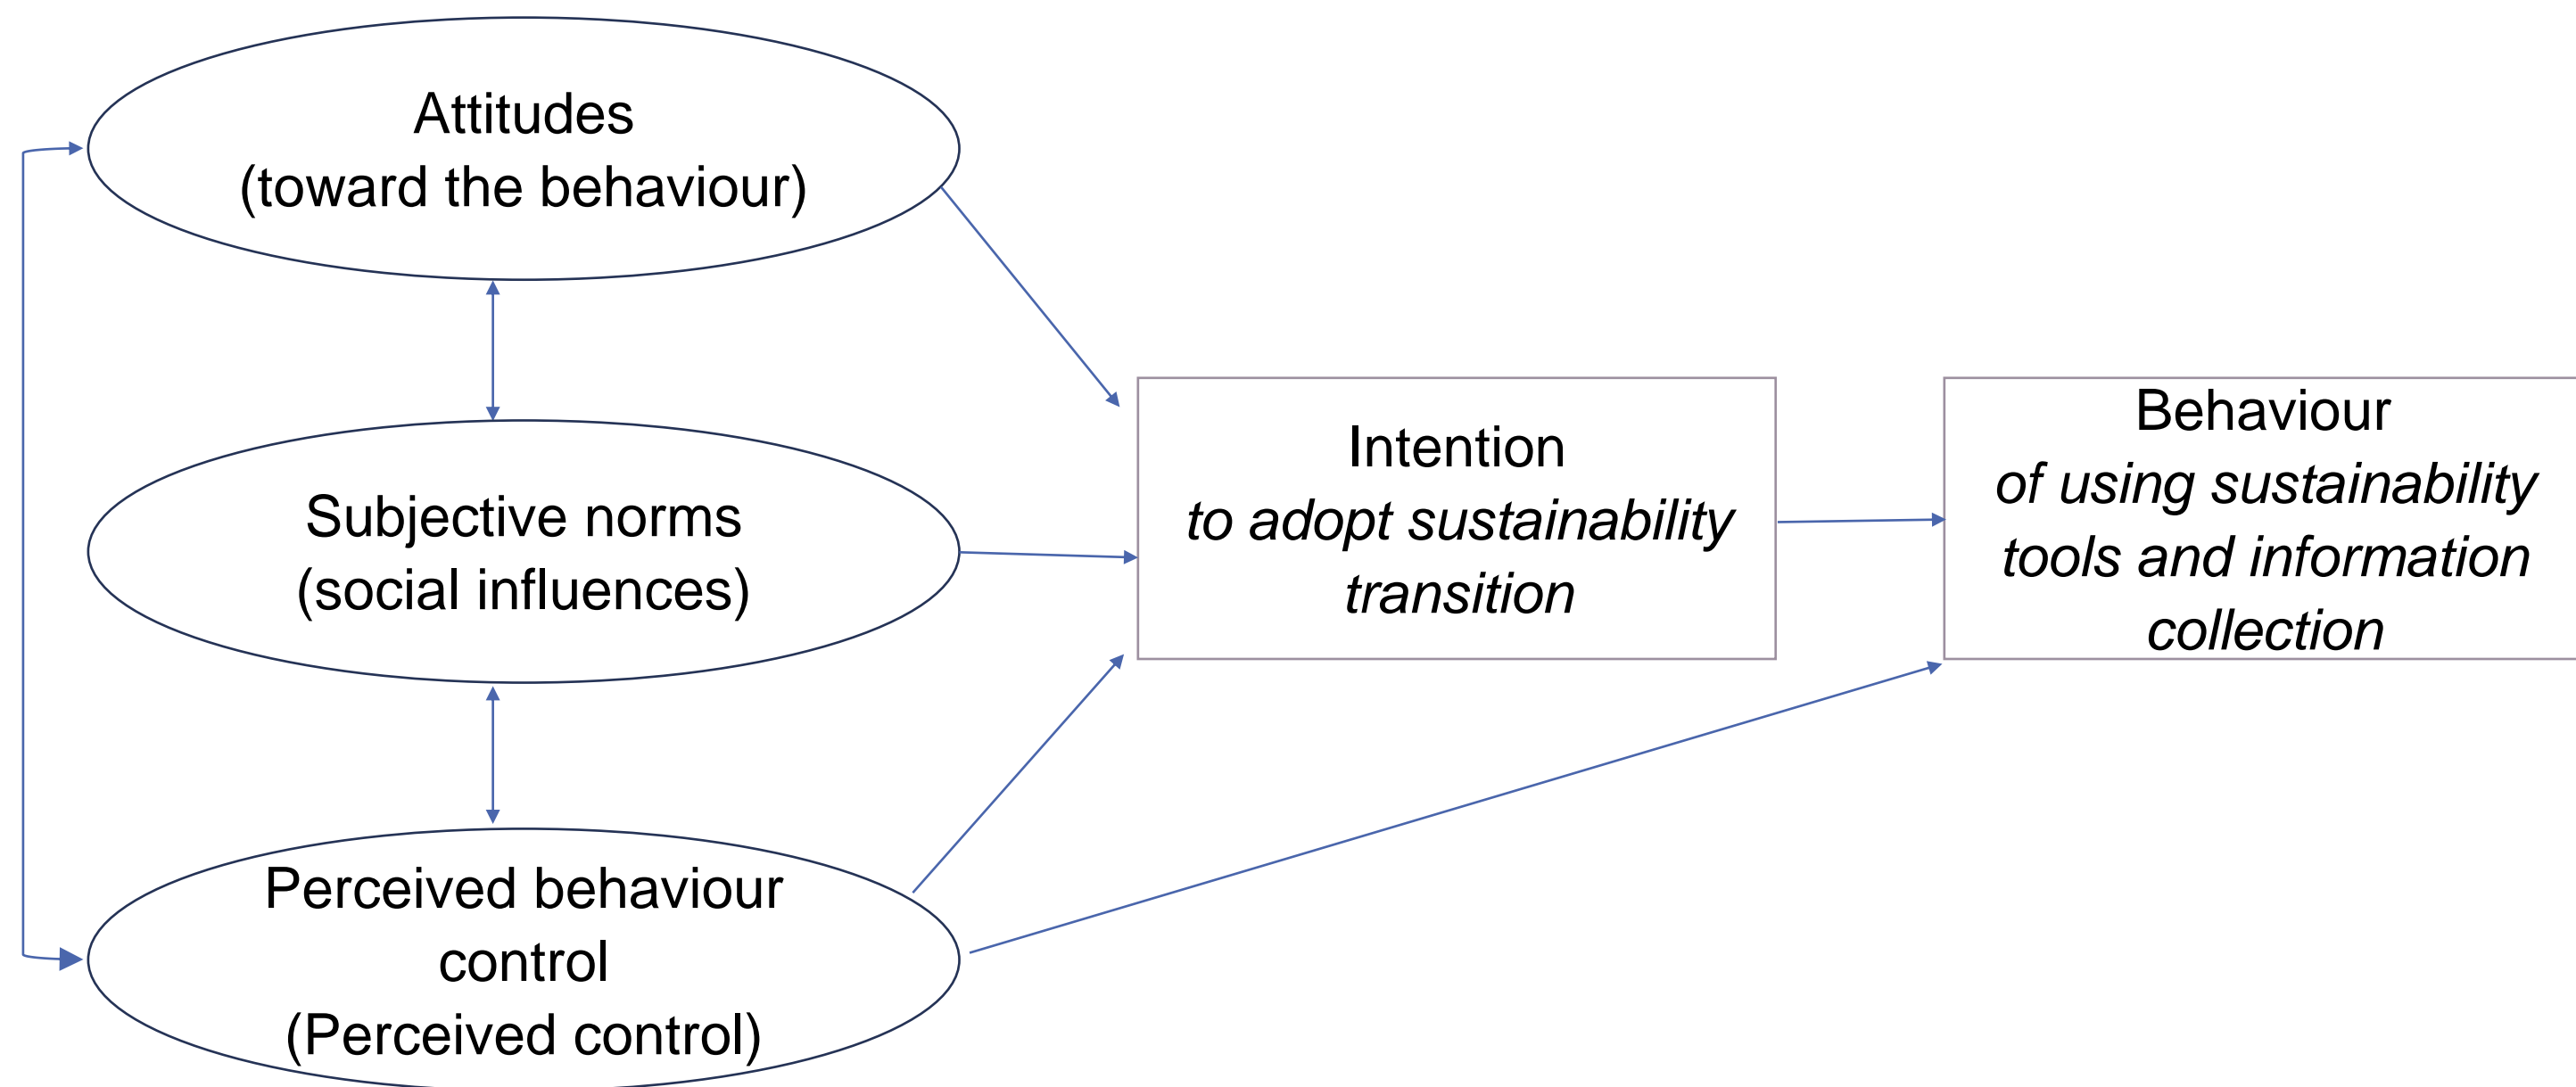 Attitudes
(toward the behaviour)
Subjective norms
(social influences)
Perceived behaviour
control
(Perceived control)
Intention
to adopt sustainability
transition
Behaviour
of using sustainability
tools and information
collection